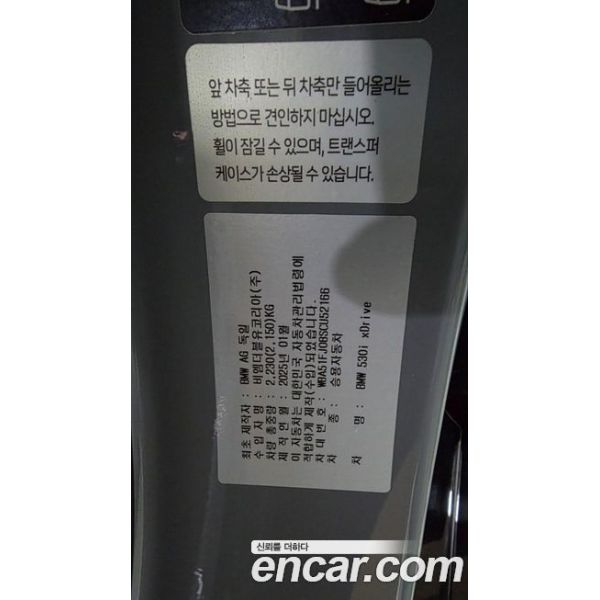 앞 차축 또는 뒤 차축만 들어올리는
방법으로 견인하지 마십시오.
휠이 잠길 수 있으며, 트랜스퍼
케이스가 손상될 수 있습니다.
최초 제작자 : BMW AG 독일
수 입 자 명 : 비엠더블유코리아(주)
차량 총중량 : 2,230(2,150)KG
제 작 연 월 : 2025년 01월
이 자동차는 대한민국 자동차관리법령에
적합하게 제작(수입)되었습니다.
차 대 번 호 : WBA51FJ08SCU52166
차 종 : 승용자동차
차 명 : BMW 530i xDrive
신뢰를 더하다
encar.com